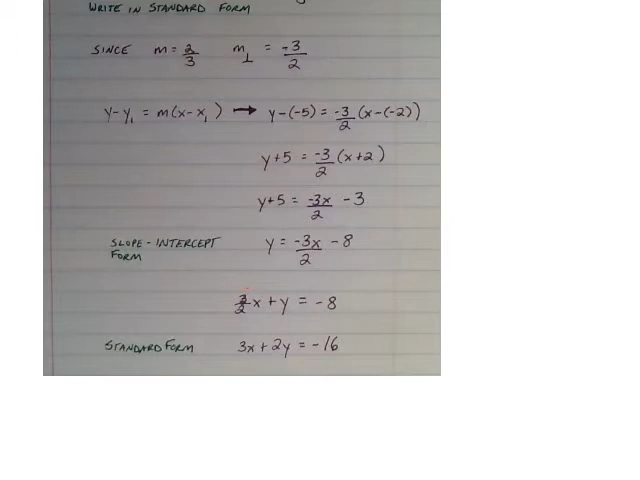 WRITE IN STANDARD FORM
SINCE m = 2/3 m⊥ = -3/2
y - y₁ = m(x - x₁) → y - (-5) = -3/2 (x - (-2))
y + 5 = -3/2 (x + 2)
y + 5 = -3x/2 - 3
SLOPE - INTERCEPT FORM y = -3x/2 - 8
3/2 x + y = -8
STANDARD FORM 3x + 2y = -16